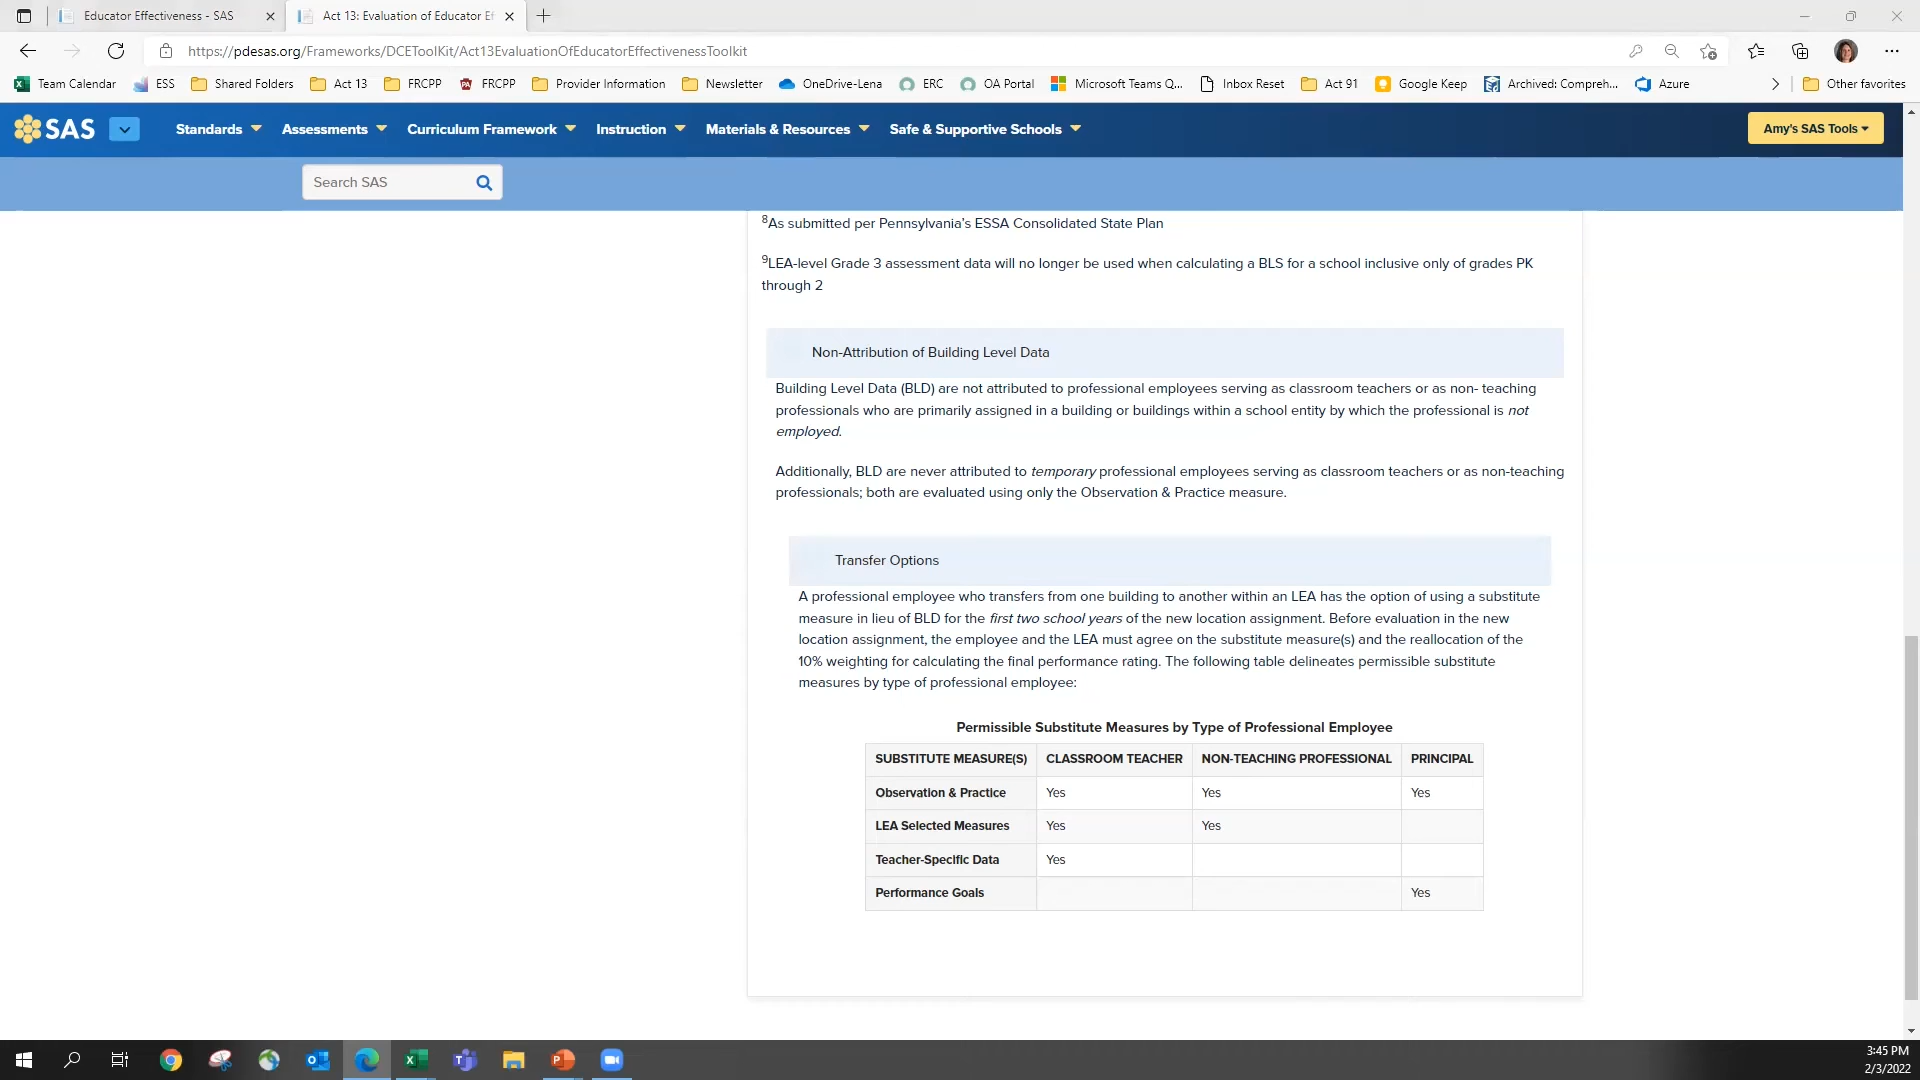 Educator Effectiveness - SAS
Act 13: Evaluation of Educator Ef
https://pdesas.org/Frameworks/DCEToolKit/Act13EvaluationOfEducatorEffectivenessToolkit
Team Calendar ESS Shared Folders Act 13 FRCPP FRCPP Provider Information Newsletter OneDrive-Lena ERC OA Portal Microsoft Teams Q... Inbox Reset Act 91 Google Keep Archived: Compreh... Azure Other favorites
SAS Standards Assessments Curriculum Framework Instruction Materials & Resources Safe & Supportive Schools Amy's SAS Tools
Search SAS
8As submitted per Pennsylvania's ESSA Consolidated State Plan
9LEA-level Grade 3 assessment data will no longer be used when calculating a BLS for a school inclusive only of grades PK
through 2
Non-Attribution of Building Level Data
Building Level Data (BLD) are not attributed to professional employees serving as classroom teachers or as non- teaching
professionals who are primarily assigned in a building or buildings within a school entity by which the professional is not
employed.
Additionally, BLD are never attributed to temporary professional employees serving as classroom teachers or as non-teaching
professionals; both are evaluated using only the Observation & Practice measure.
Transfer Options
A professional employee who transfers from one building to another within an LEA has the option of using a substitute
measure in lieu of BLD for the first two school years of the new location assignment. Before evaluation in the new
location assignment, the employee and the LEA must agree on the substitute measure(s) and the reallocation of the
10% weighting for calculating the final performance rating. The following table delineates permissible substitute
measures by type of professional employee:
Permissible Substitute Measures by Type of Professional Employee
SUBSTITUTE MEASURE(S) CLASSROOM TEACHER NON-TEACHING PROFESSIONAL PRINCIPAL
Observation & Practice Yes Yes Yes
LEA Selected Measures Yes Yes
Teacher-Specific Data Yes
Performance Goals Yes
3:45 PM
2/3/2022